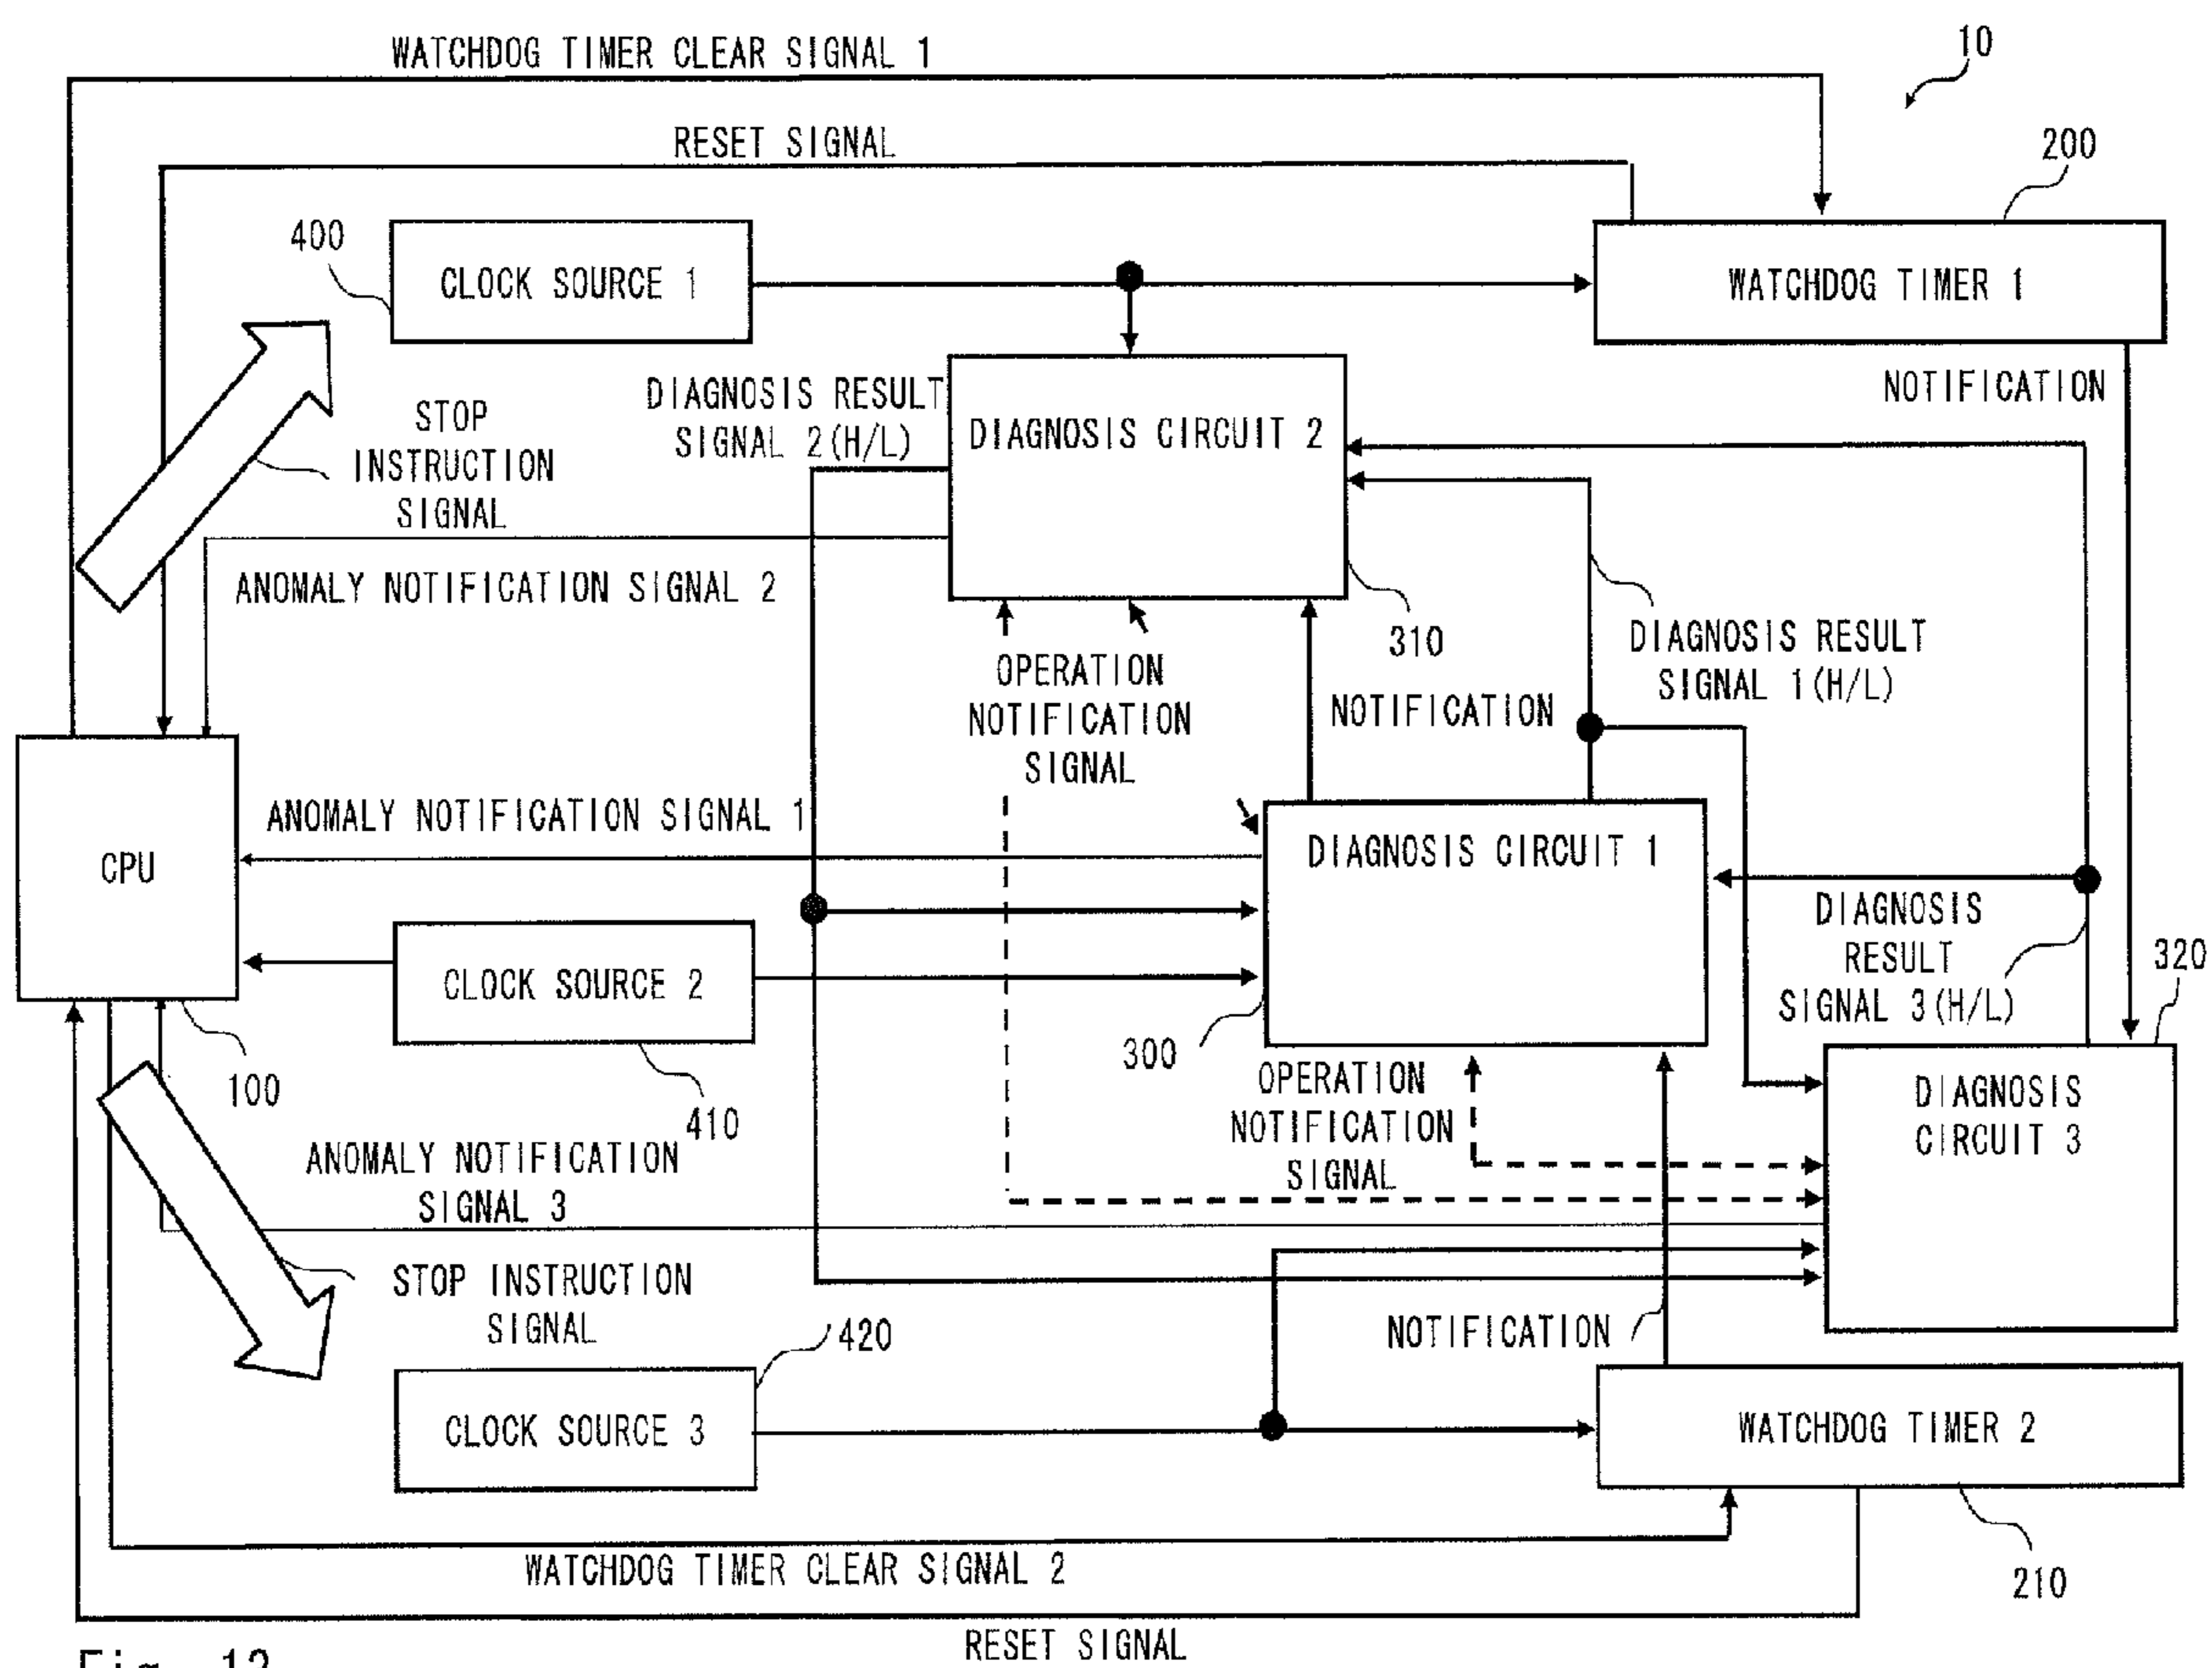 WATCHDOG TIMER CLEAR SIGNAL 1
10
RESET SIGNAL
200
400
CLOCK SOURCE 1
WATCHDOG TIMER 1
NOTIFICATION
DIAGNOSIS RESULT
SIGNAL 2(H/L)
DIAGNOSIS CIRCUIT 2
STOP
INSTRUCTION
SIGNAL
ANOMALY NOTIFICATION SIGNAL 2
310
DIAGNOSIS RESULT
SIGNAL 1(H/L)
OPERATION
NOTIFICATION
SIGNAL
NOTIFICATION
ANOMALY NOTIFICATION SIGNAL 1
CPU
DIAGNOSIS CIRCUIT 1
DIAGNOSIS
RESULT
SIGNAL 3(H/L)
320
CLOCK SOURCE 2
300
100
410
OPERATION
NOTIFICATION
SIGNAL
DIAGNOSIS
CIRCUIT 3
ANOMALY NOTIFICATION
SIGNAL 3
STOP INSTRUCTION
SIGNAL
NOTIFICATION
420
CLOCK SOURCE 3
WATCHDOG TIMER 2
WATCHDOG TIMER CLEAR SIGNAL 2
210
RESET SIGNAL